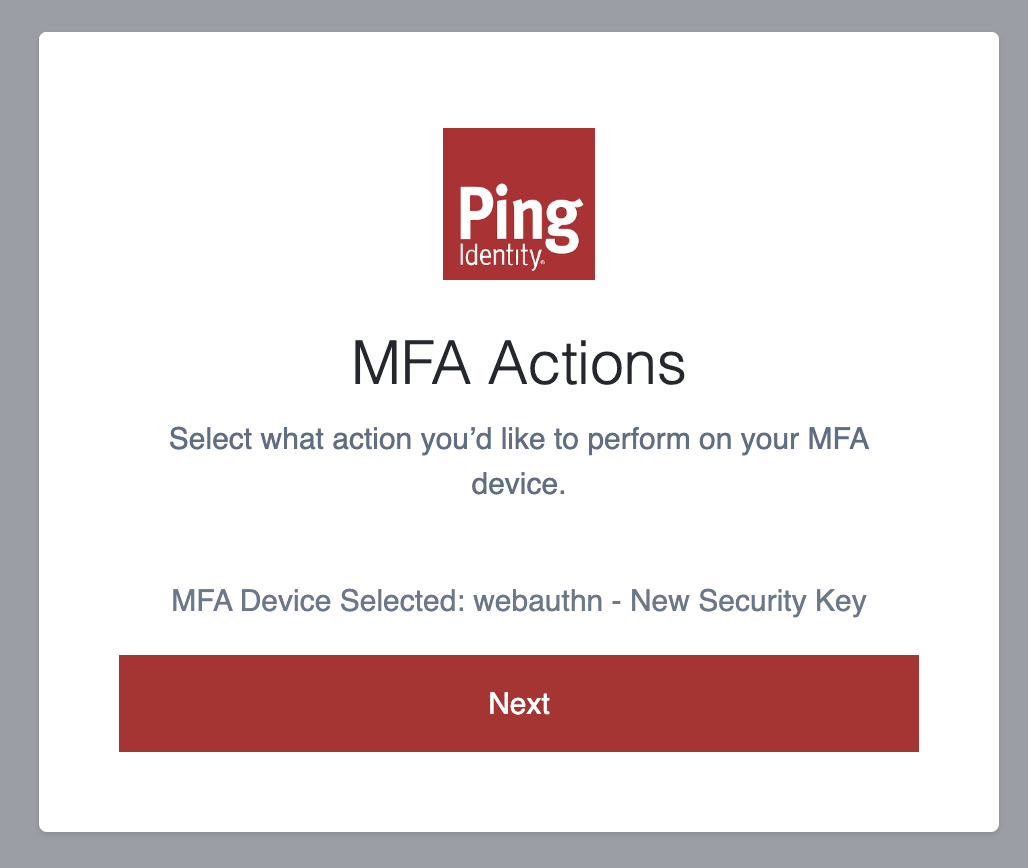 Ping
Identity®
MFA Actions
Select what action you’d like to perform on your MFA
device.
MFA Device Selected: webauthn - New Security Key
Next